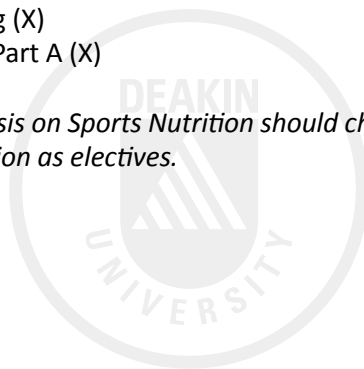 g (X)
Part A (X)
sis on Sports Nutrition should ch
ion as electives.
DEAKIN
UNIVERSITY